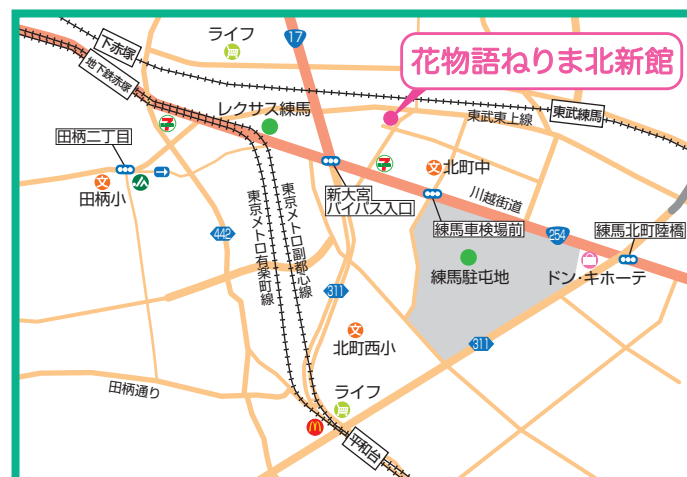 ライフ
17
下赤塚
花物語ねりま北新館
地下鉄赤塚
レクサス練馬
東武東上線
東武練馬
田柄二丁目
北町中
JA
田柄小
新大宮
バイパス入口
川越街道
練馬車検場前
254
練馬北町陸橋
442
東京メトロ副都心線
東京メトロ有楽町線
練馬駐屯地
ドン・キホーテ
311
文
北町西小
311
田柄通り
ライフ
平和台